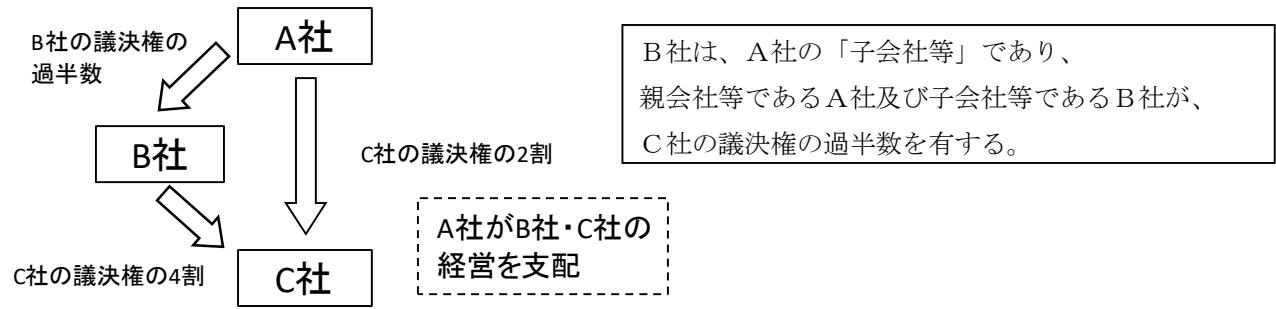 B社の議決権の
過半数
A社
B社は、A社の「子会社等」であり、
親会社等であるA社及び子会社等であるB社が、
C社の議決権の過半数を有する。
B社
C社の議決権の2割
A社がB社・C社の
経営を支配
C社の議決権の4割
C社